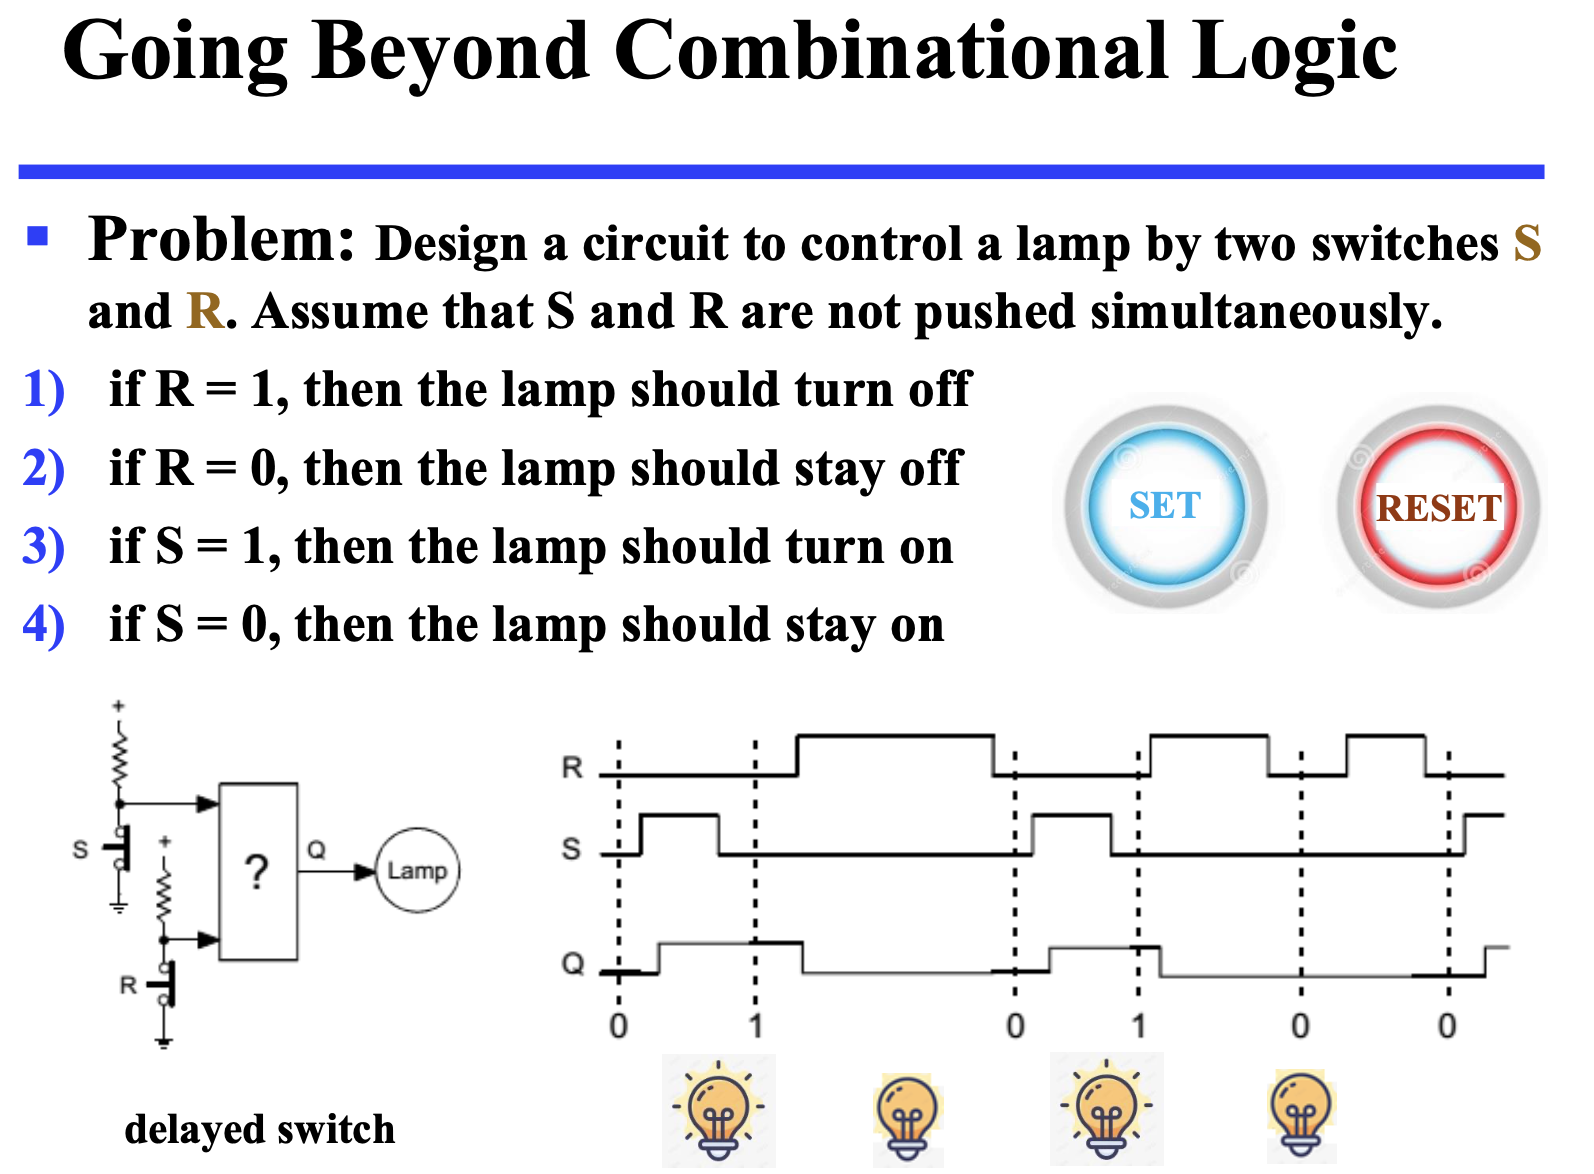 Going Beyond Combinational Logic
▪ Problem: Design a circuit to control a lamp by two switches S
and R. Assume that S and R are not pushed simultaneously.
1) if R = 1, then the lamp should turn off
2) if R = 0, then the lamp should stay off
3) if S = 1, then the lamp should turn on
4) if S = 0, then the lamp should stay on
SET
RESET
+
S
+
R
?
Q
Lamp
delayed switch
R
S
Q
0 1 0 1 0 0